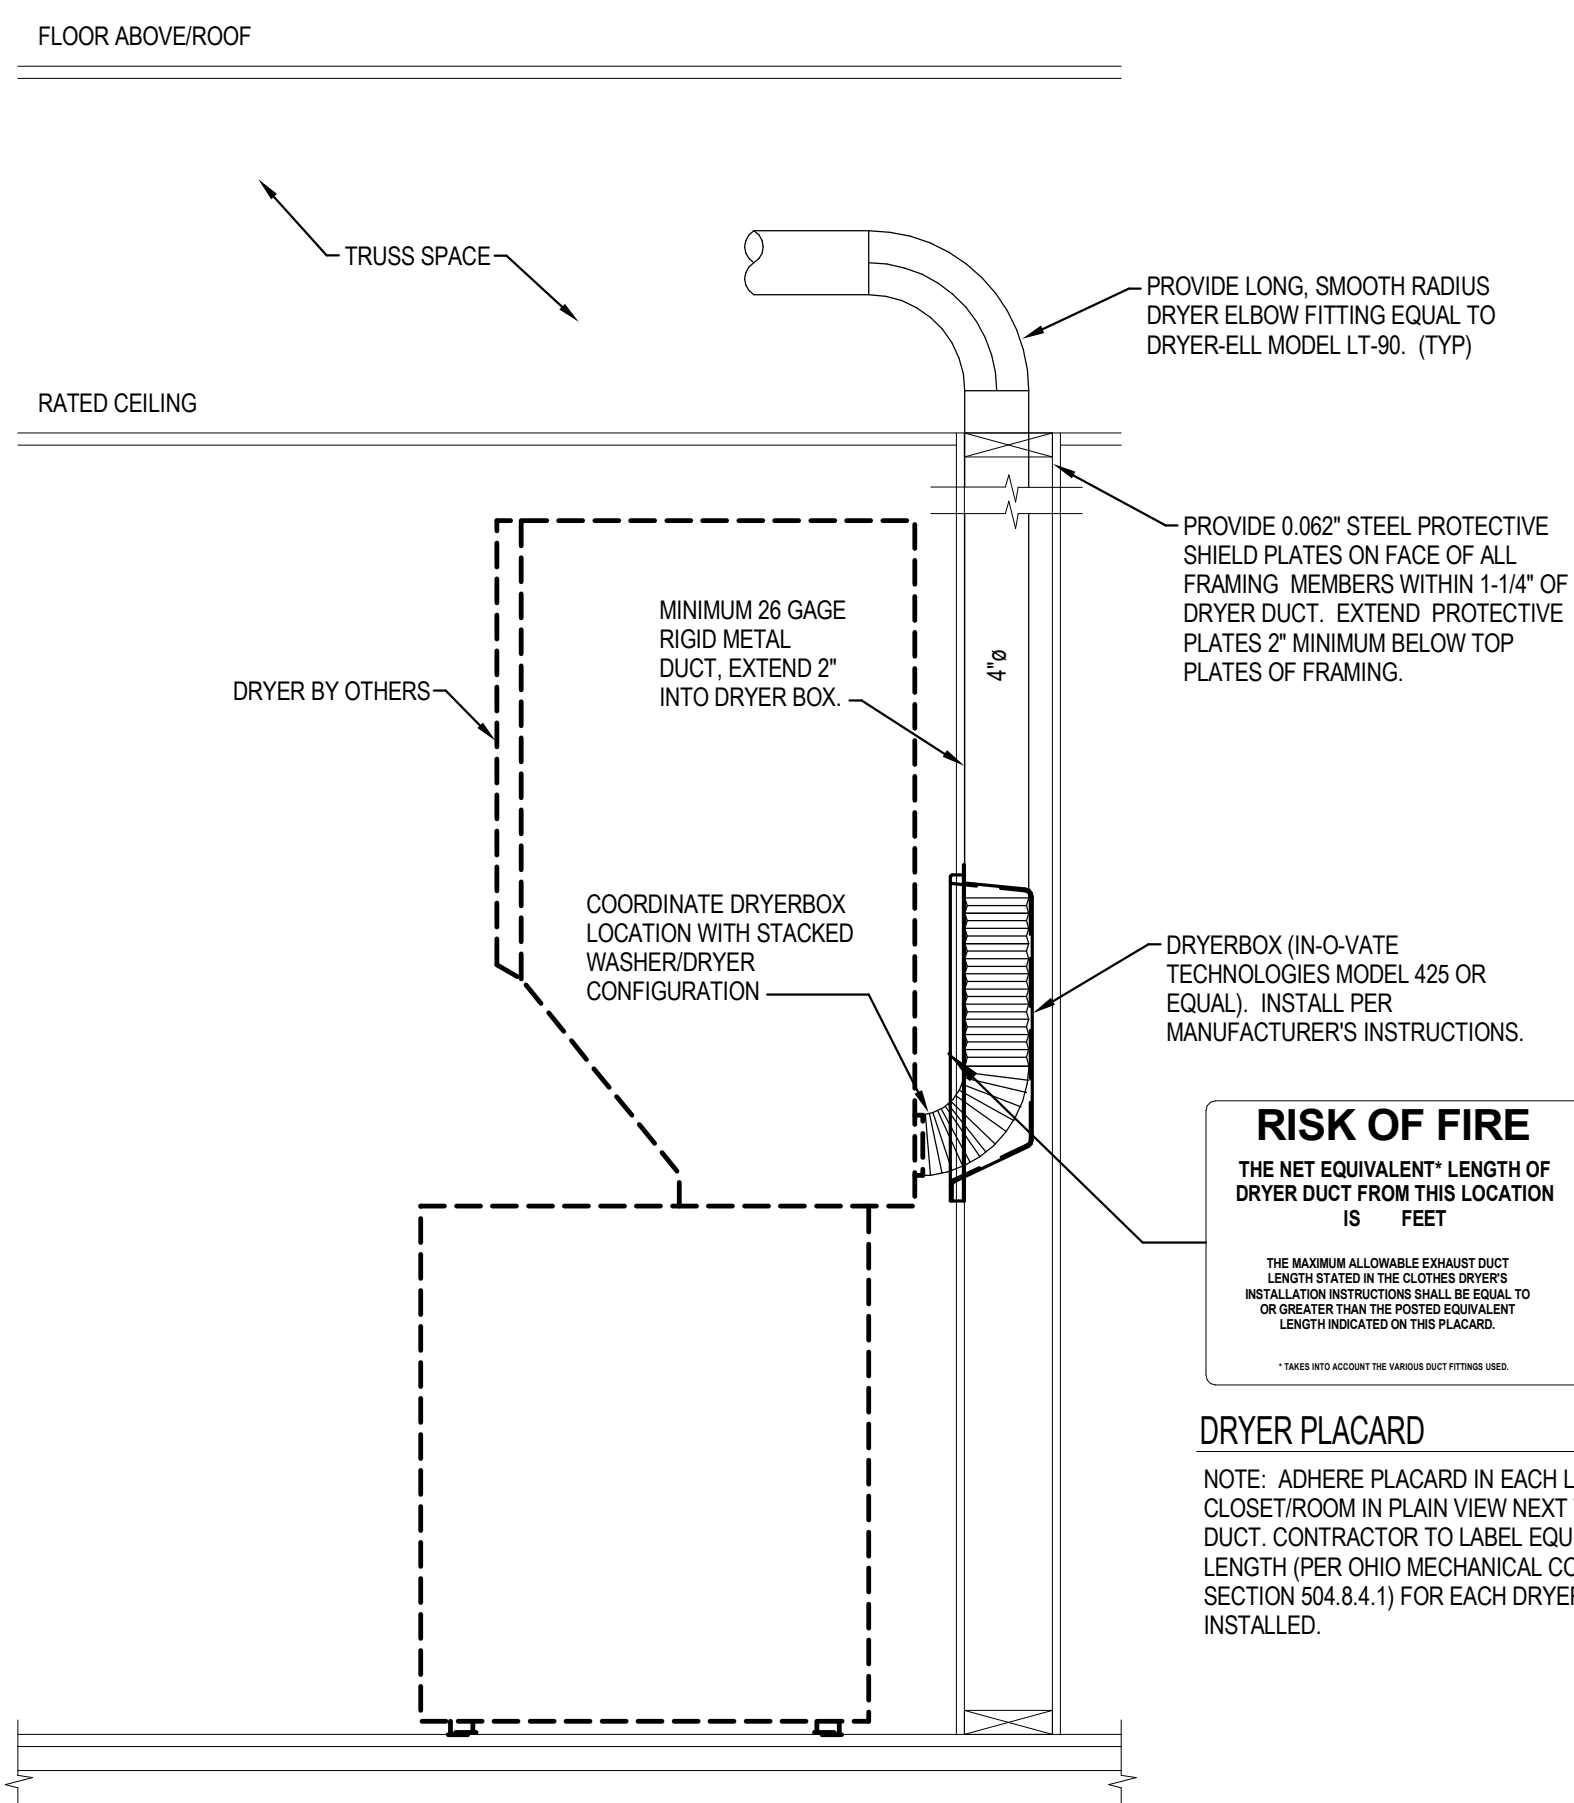 FLOOR ABOVE/ROOF
TRUSS SPACE
PROVIDE LONG, SMOOTH RADIUS
DRYER ELBOW FITTING EQUAL TO
DRYER-ELL MODEL LT-90. (TYP)
RATED CEILING
PROVIDE 0.062" STEEL PROTECTIVE
SHIELD PLATES ON FACE OF ALL
FRAMING MEMBERS WITHIN 1-1/4" OF
DRYER DUCT. EXTEND PROTECTIVE
PLATES 2" MINIMUM BELOW TOP
PLATES OF FRAMING.
MINIMUM 26 GAGE
RIGID METAL
DUCT, EXTEND 2"
INTO DRYER BOX.
4"ø
DRYER BY OTHERS
COORDINATE DRYERBOX
LOCATION WITH STACKED
WASHER/DRYER
CONFIGURATION
DRYERBOX (IN-O-VATE
TECHNOLOGIES MODEL 425 OR
EQUAL). INSTALL PER
MANUFACTURER'S INSTRUCTIONS.
RISK OF FIRE
THE NET EQUIVALENT* LENGTH OF
DRYER DUCT FROM THIS LOCATION
IS FEET
THE MAXIMUM ALLOWABLE EXHAUST DUCT
LENGTH STATED IN THE CLOTHES DRYER'S
INSTALLATION INSTRUCTIONS SHALL BE EQUAL TO
OR GREATER THAN THE POSTED EQUIVALENT
LENGTH INDICATED ON THIS PLACARD.
* TAKES INTO ACCOUNT THE VARIOUS DUCT FITTINGS USED.
DRYER PLACARD
NOTE: ADHERE PLACARD IN EACH
CLOSET/ROOM IN PLAIN VIEW NEXT
DUCT. CONTRACTOR TO LABEL
LENGTH (PER OHIO MECHANICAL
SECTION 504.8.4.1) FOR EACH DRYER
INSTALLED.